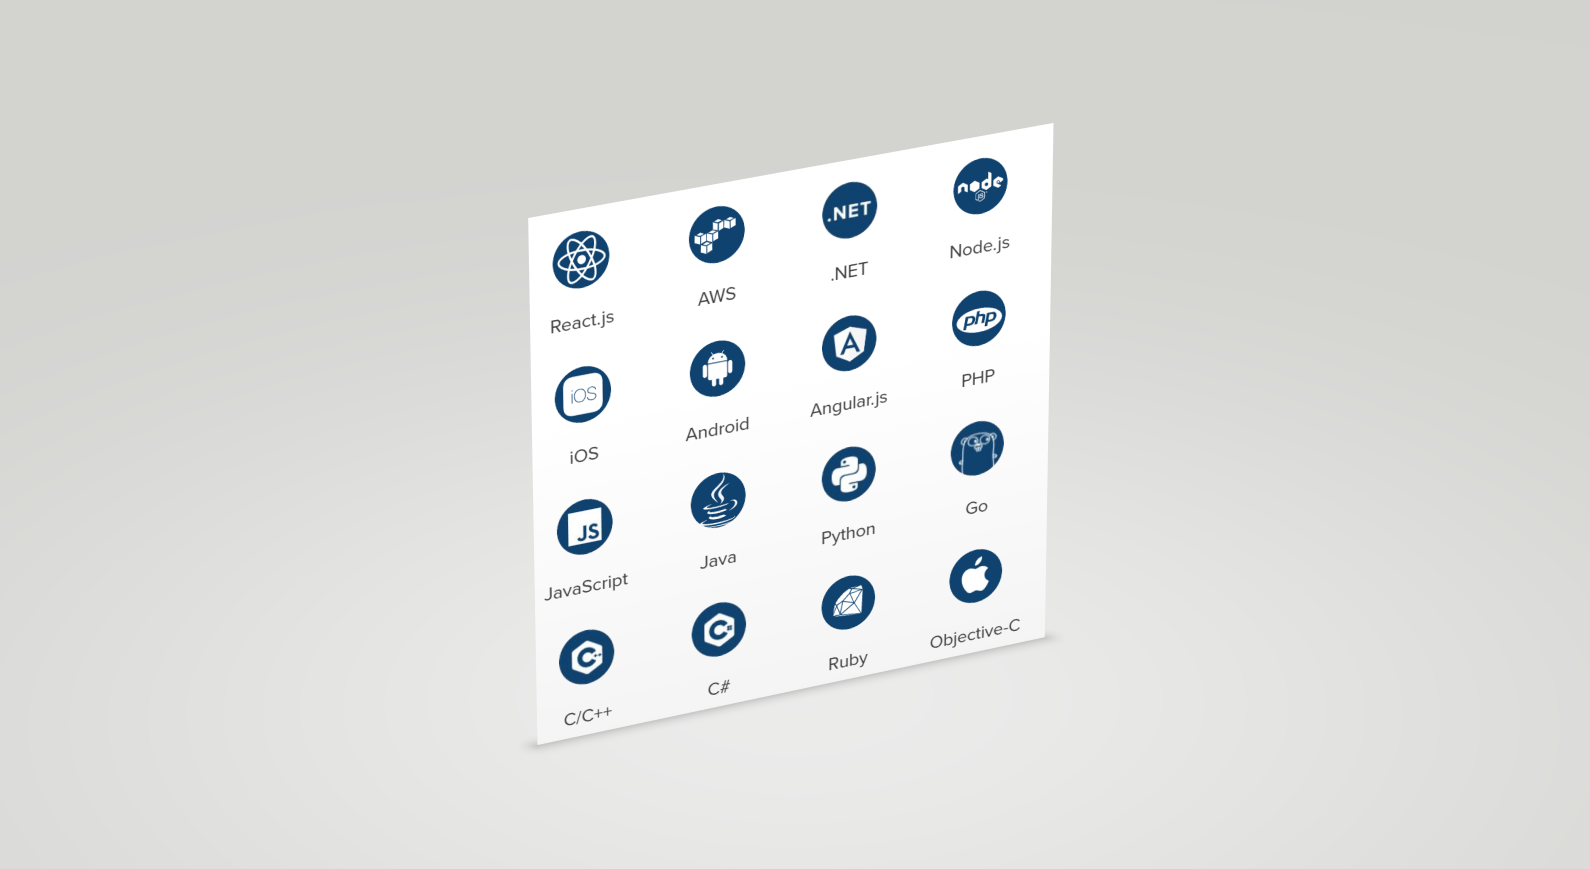 .NET
node
JS
React.js
AWS
.NET
Node.js
iOS
php
iOS
Android
Angular.js
PHP
JS
JavaScript
Java
Python
Go
C++
C#
C/C++
C#
Ruby
Objective-C